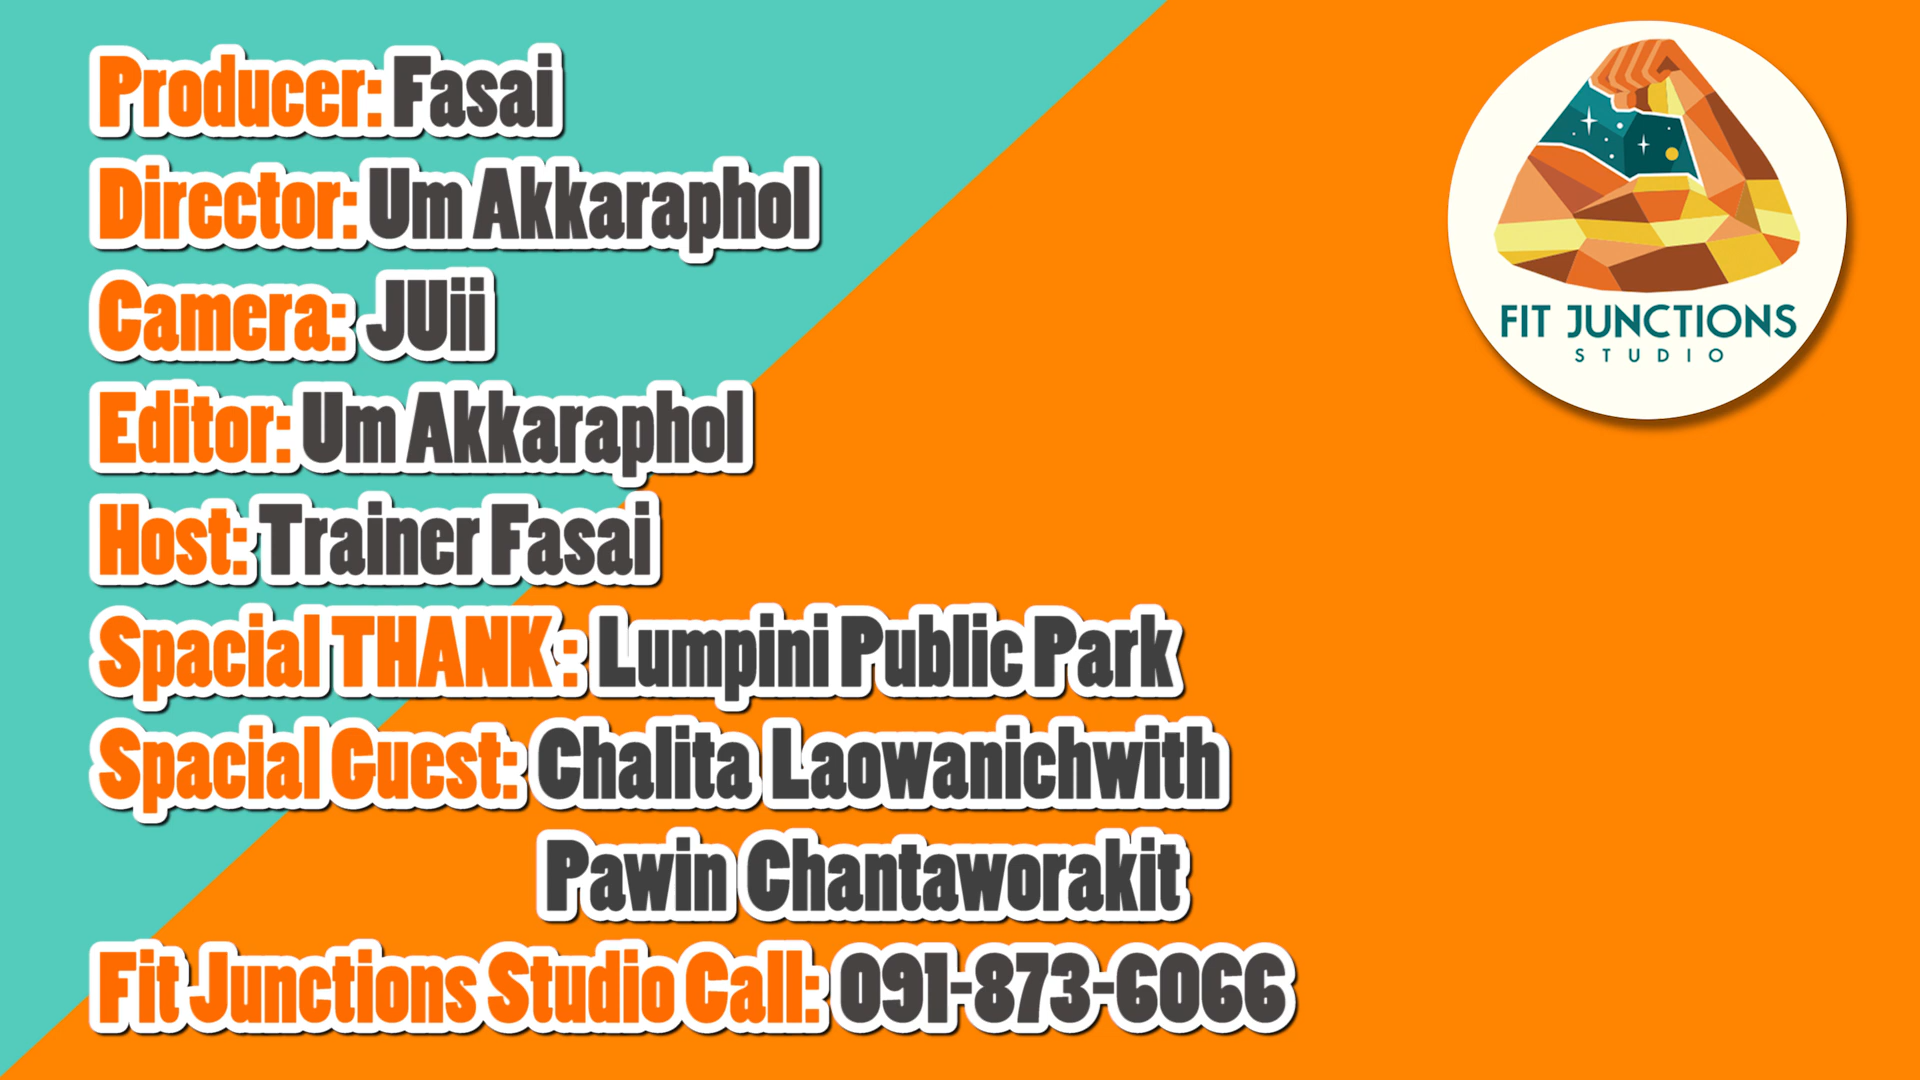 Producer: Fasai
Director: Um Akkaraphol
Camera: JUii
Editor: Um Akkaraphol
Host: Trainer Fasai
Spacial THANK : Lumpini Public Park
Spacial Guest: Chalita Laowanichwith
Pawin Chantaworakit
Fit Junctions Studio Call: 091-873-6066
FIT JUNCTIONS
STUDIO